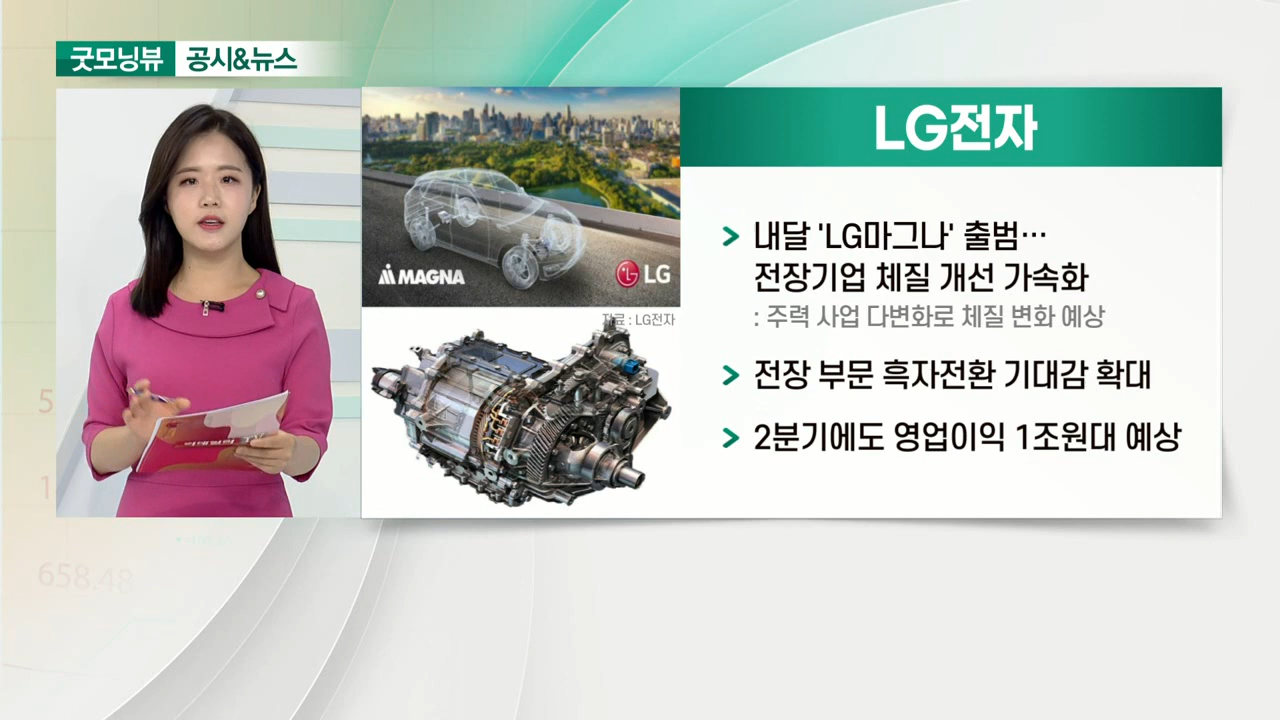 굿모닝뷰 공시&뉴스
LG전자
MAGNA
LG
자료 : LG전자
내달 'LG마그나' 출범…
전장기업 체질 개선 가속화
: 주력 사업 다변화로 체질 변화 예상
전장 부문 흑자전환 기대감 확대
2분기에도 영업이익 1조원대 예상
658.48